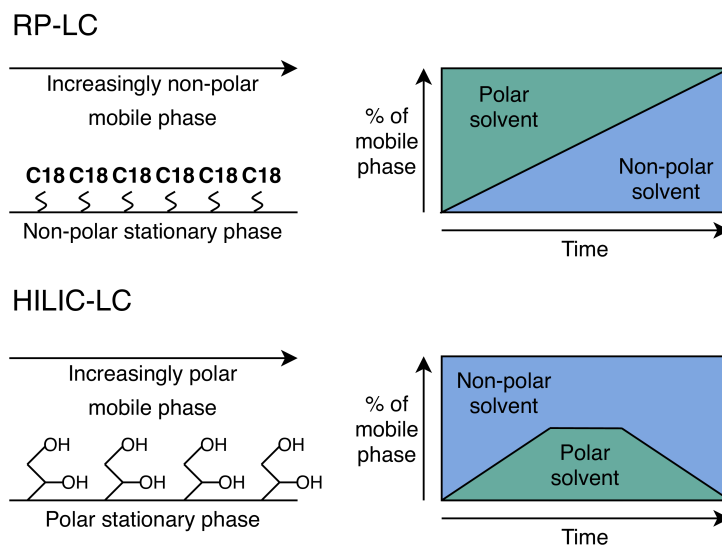 RP-LC
Increasingly non-polar
mobile phase
C18 C18 C18 C18 C18 C18
Non-polar stationary phase
% of
mobile
phase
Polar
solvent
Non-polar
solvent
Time
HILIC-LC
Increasingly polar
mobile phase
OH OH OH OH
OH OH OH OH
Polar stationary phase
% of
mobile
phase
Non-polar
solvent
Polar
solvent
Time